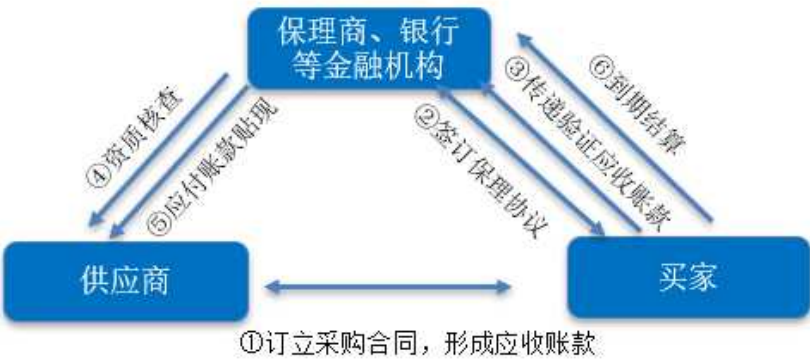 保理商、银行
等金融机构
④资质核查
⑤应付账款贴现
②签订保理协议
③传递验证应收账款
⑥到期结算
供应商
买家
①订立采购合同，形成应收账款